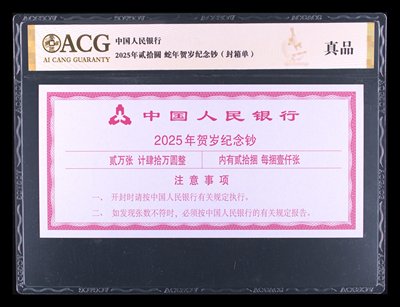 ACG
AI CANG GUARANTY
中国人民银行
2025年贰拾圆 蛇年贺岁纪念钞（封箱单）
真品
中国人民银行
2025年贺岁纪念钞
贰万张 计肆拾万圆整 内有贰拾捆 每捆壹仟张
注意事项
一、 开封时请按中国人民银行有关规定执行。
二、 如发现张数不符时，必须按中国人民银行的有关规定报告。